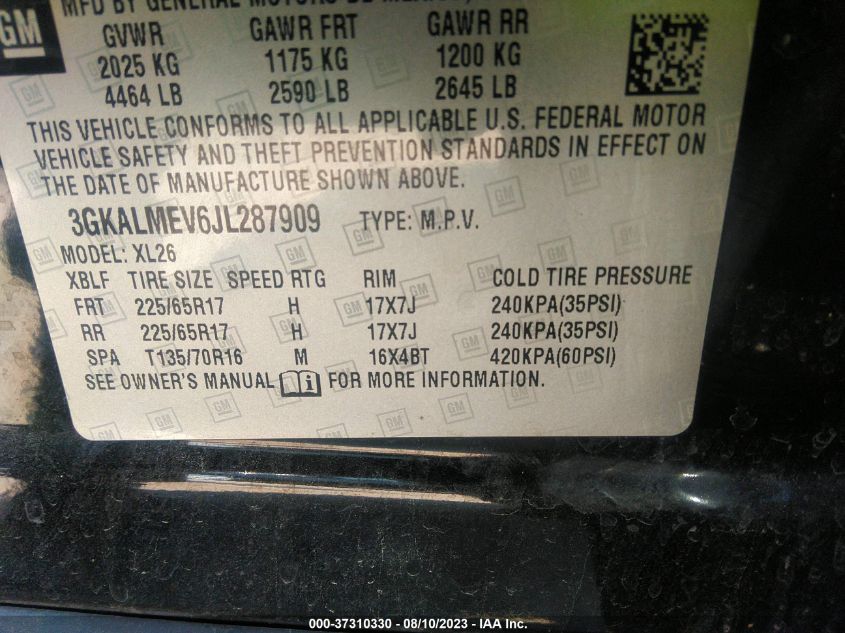 MFD BY GENERAL MOTORS DE MEXICO,
GM
GVWR GAWR FRT GAWR RR
2025 KG 1175 KG 1200 KG
4464 LB 2590 LB 2645 LB
THIS VEHICLE CONFORMS TO ALL APPLICABLE U.S. FEDERAL MOTOR
VEHICLE SAFETY AND THEFT PREVENTION STANDARDS IN EFFECT ON
THE DATE OF MANUFACTURE SHOWN ABOVE.
3GKALMEV6JL287909 TYPE: M.P.V.
MODEL: XL26
XBLF TIRE SIZE SPEED RTG RIM COLD TIRE PRESSURE
FRT 225/65R17 H 17X7J 240KPA(35PSI)
RR 225/65R17 H 17X7J 240KPA(35PSI)
SPA T135/70R16 M 16X4BT 420KPA(60PSI)
SEE OWNER'S MANUAL i FOR MORE INFORMATION.
000-37310330 - 08/10/2023 - IAA Inc.